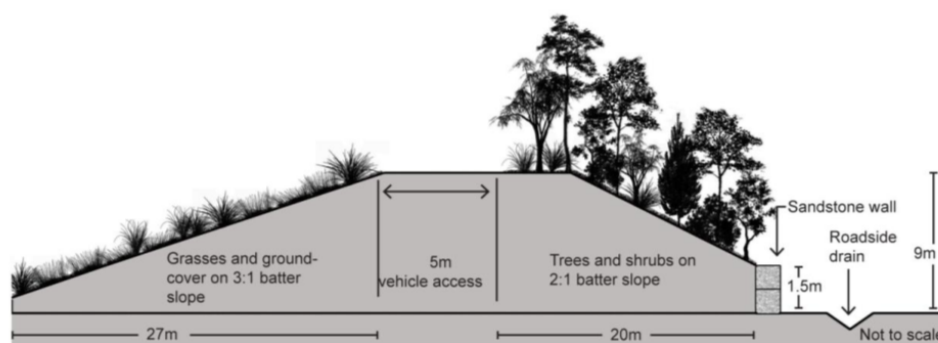 Sandstone wall
Roadside
drain
9m
Grasses and ground-
cover on 3:1 batter
slope
5m
vehicle access
Trees and shrubs on
2:1 batter slope
1.5m
27m
20m
Not to scale